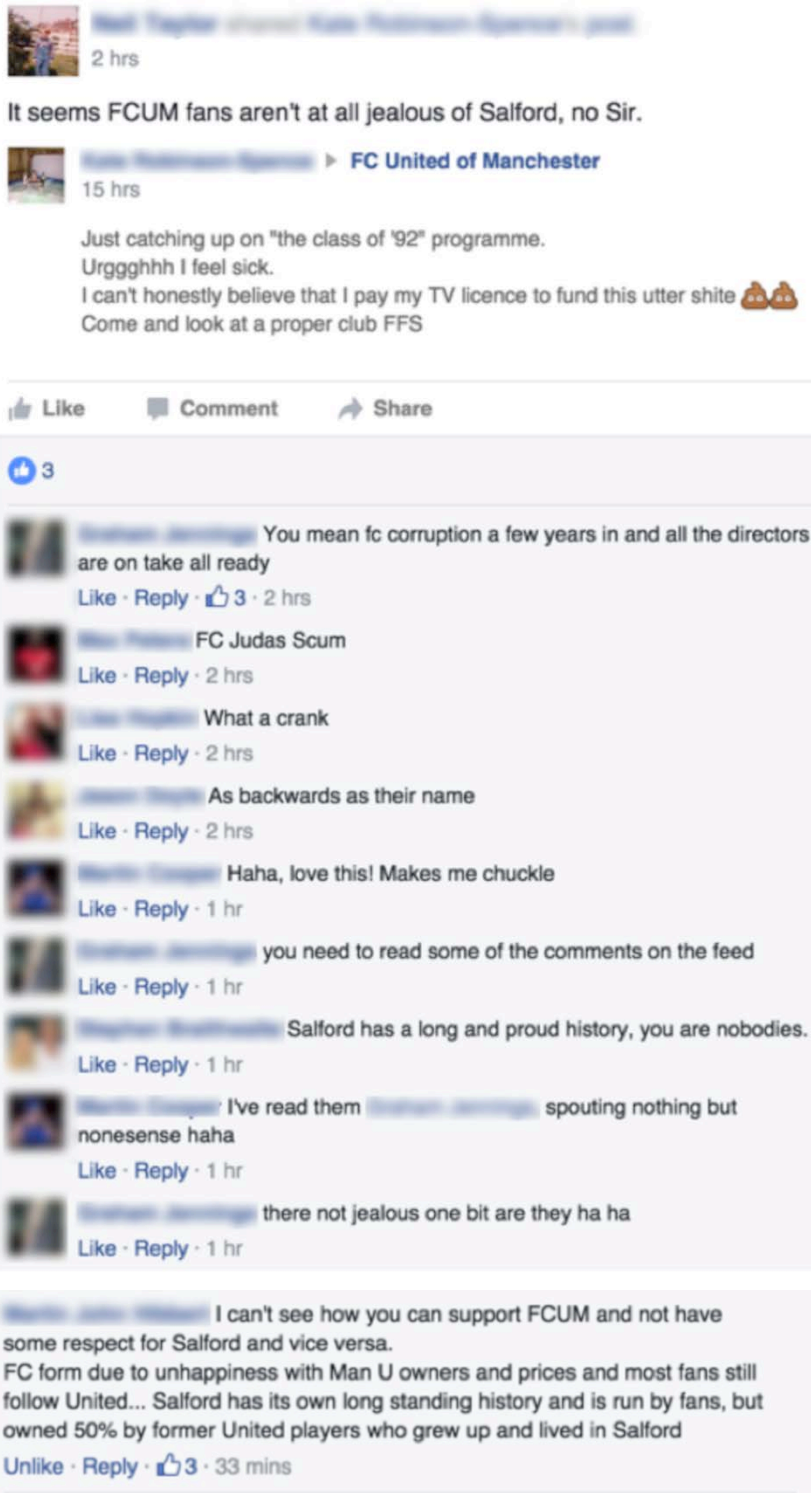 2 hrs
It seems FCUM fans aren't at all jealous of Salford, no Sir.
FC United of Manchester
15 hrs
Just catching up on "the class of '92" programme.
Urggghhh I feel sick.
I can't honestly believe that I pay my TV licence to fund this utter shite 💩💩
Come and look at a proper club FFS
Like Comment Share
3
You mean fc corruption a few years in and all the directors
are on take all ready
Like · Reply · 3 · 2 hrs
FC Judas Scum
Like · Reply · 2 hrs
What a crank
Like · Reply · 2 hrs
As backwards as their name
Like · Reply · 2 hrs
Haha, love this! Makes me chuckle
Like · Reply · 1 hr
you need to read some of the comments on the feed
Like · Reply · 1 hr
Salford has a long and proud history, you are nobodies.
Like · Reply · 1 hr
I've read them spouting nothing but
nonesense haha
Like · Reply · 1 hr
there not jealous one bit are they ha ha
Like · Reply · 1 hr
I can't see how you can support FCUM and not have
some respect for Salford and vice versa.
FC form due to unhappiness with Man U owners and prices and most fans still
follow United... Salford has its own long standing history and is run by fans, but
owned 50% by former United players who grew up and lived in Salford
Unlike · Reply · 3 · 33 mins